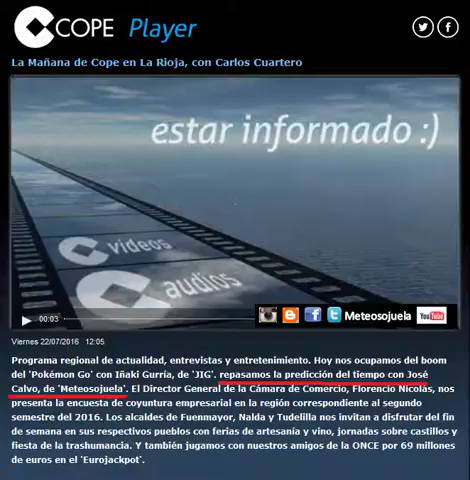 COPE Player
La Mañana de Cope en La Rioja, con Carlos Cuartero
estar informado :)
videos
audios
00:03
Meteosojuela
You Tube
Viernes 22/07/2016 12:05
Programa regional de actualidad, entrevistas y entretenimiento. Hoy nos ocupamos del boom
del 'Pokémon Go' con Iñaki Gurría, de 'JIG'. repasamos la predicción del tiempo con José
Calvo, de 'Meteosojuela'. El Director General de la Cámara de Comercio, Florencio Nicolás, nos
presenta la encuesta de coyuntura empresarial en la región correspondiente al segundo
semestre del 2016. Los alcaldes de Fuenmayor, Nalda y Tudelilla nos invitan a disfrutar del fin
de semana en sus respectivos pueblos con ferias de artesanía y vino, jornadas sobre castillos y
fiesta de la trashumancia. Y también jugamos con nuestros amigos de la ONCE por 69 millones
de euros en el 'Eurojackpot'.